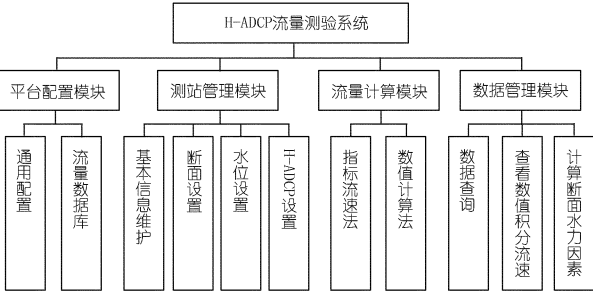 H-ADCP流量测验系统
平台配置模块
测站管理模块
流量计算模块
数据管理模块
通用配置
流量数据库
基本信息维护
断面设置
水位设置
H-ADCP设置
指标流速法
数值计算法
数据查询
查看数值积分流速
计算断面水力因素